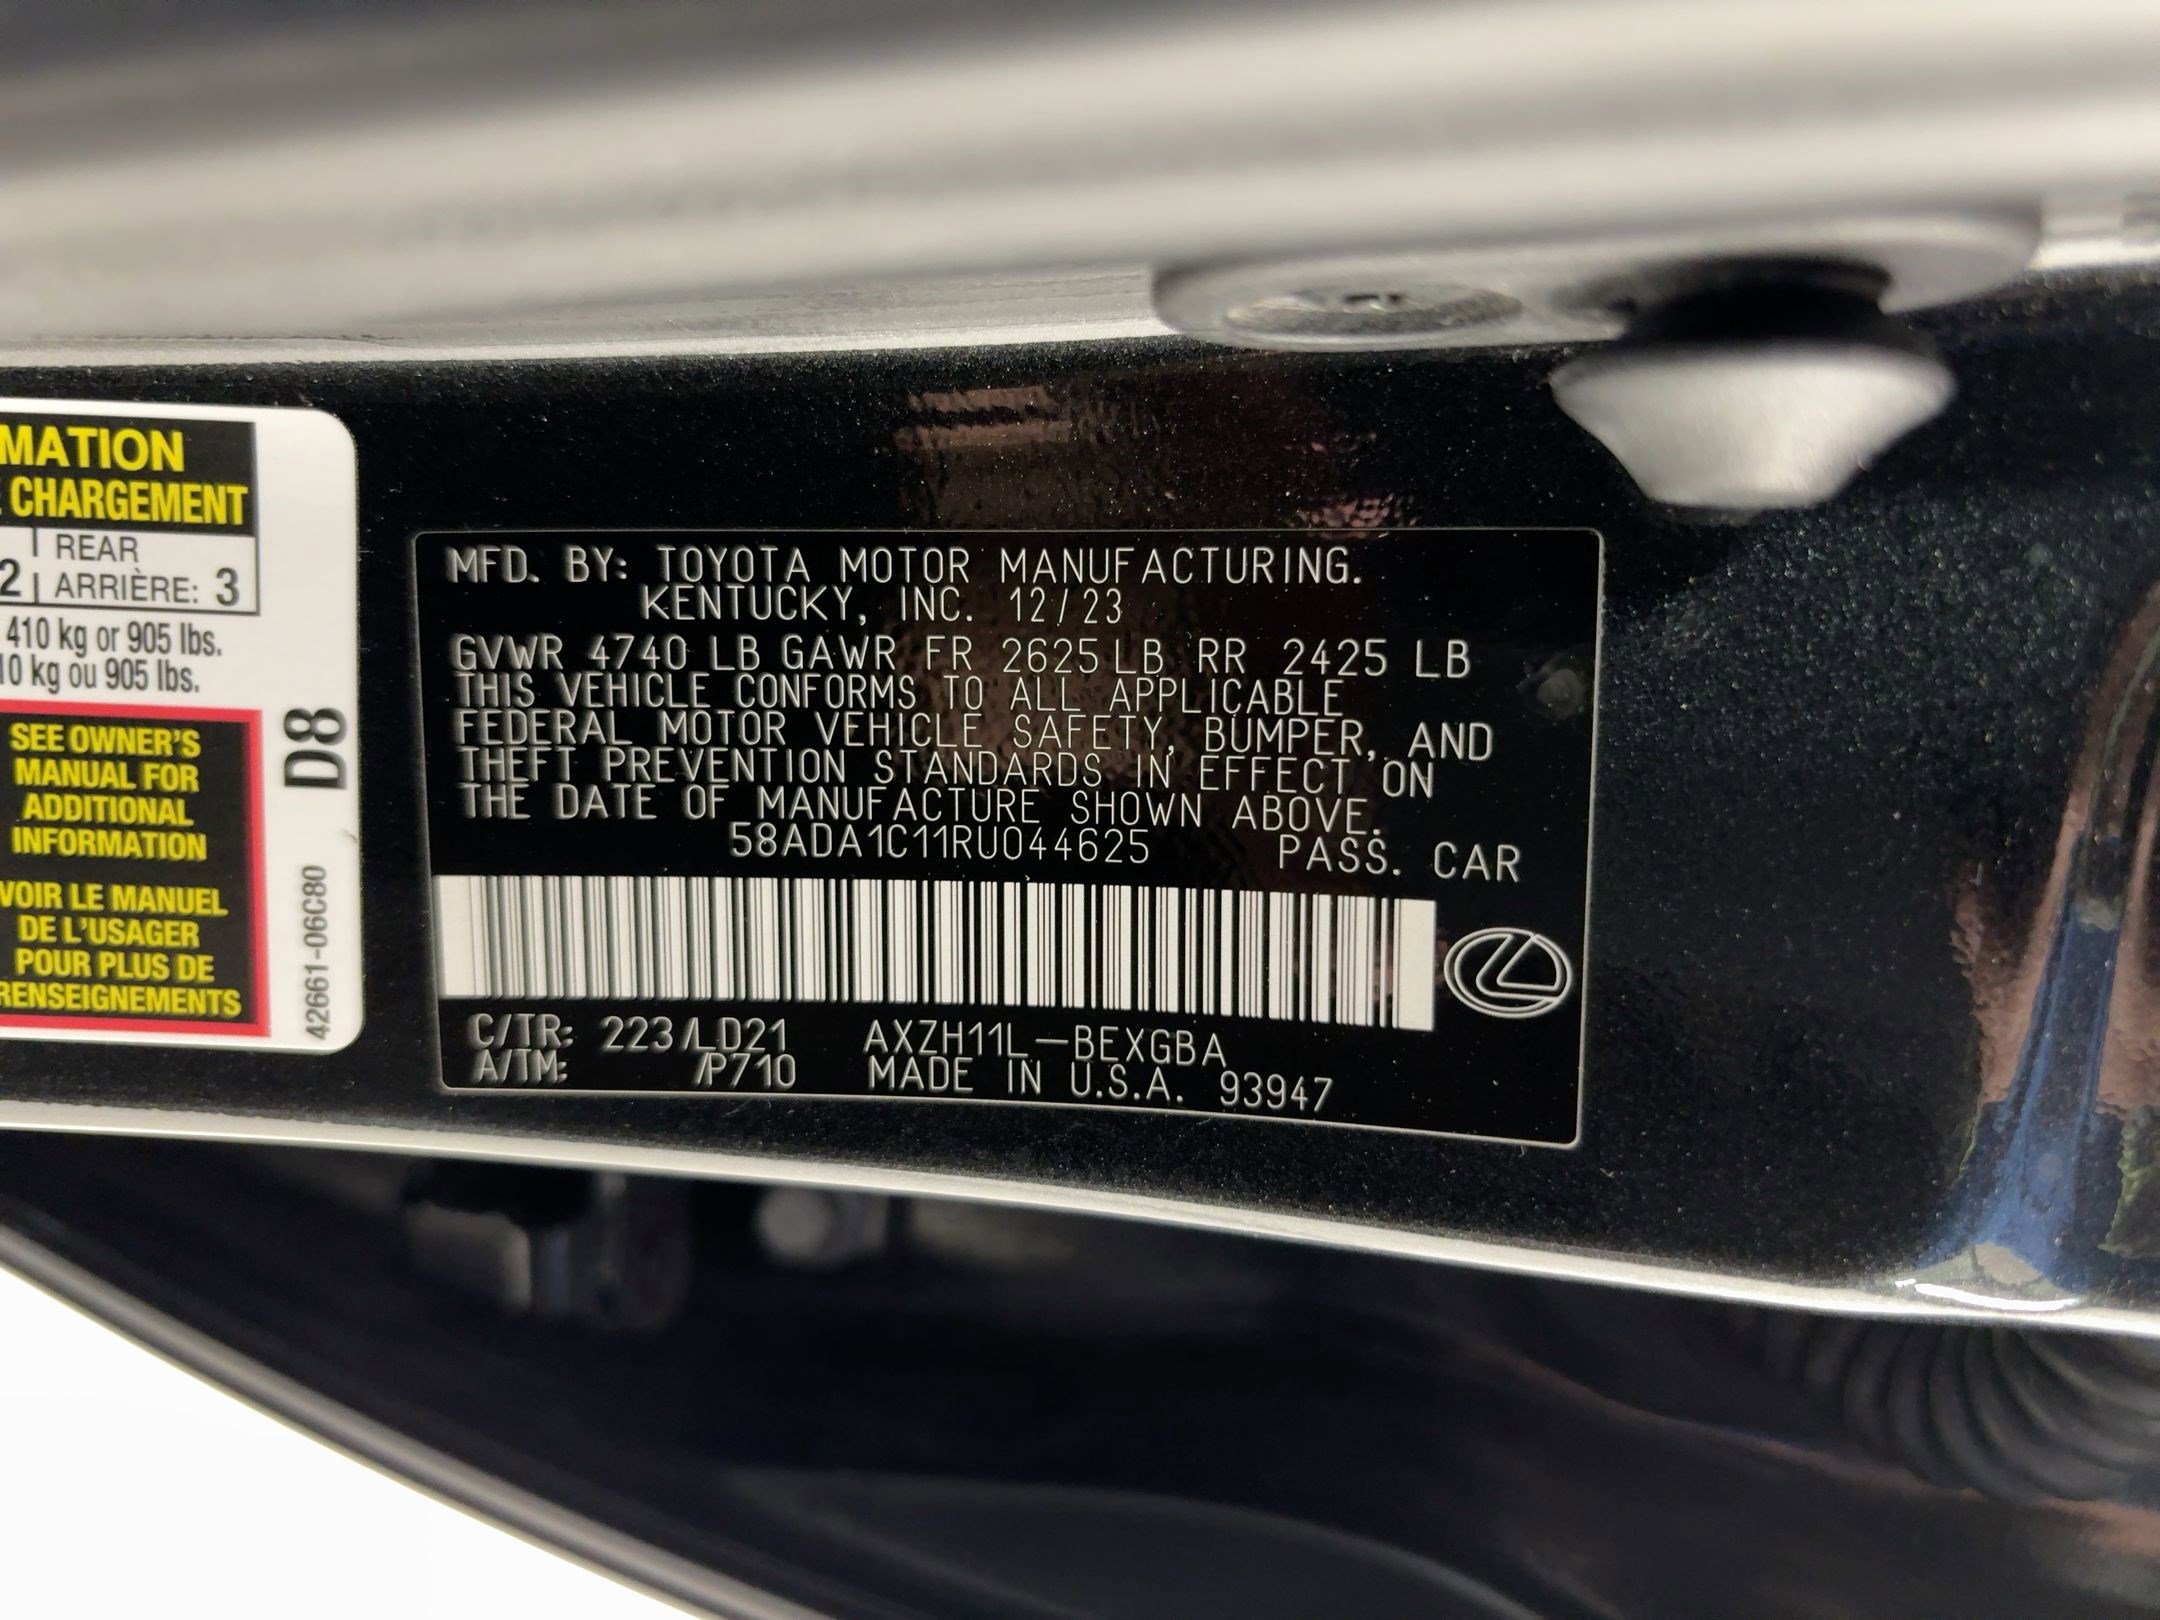 MATION
CHARGEMENT
2 REAR
ARRIÈRE: 3
410 kg or 905 lbs.
10 kg ou 905 lbs.
SEE OWNER'S
MANUAL FOR
ADDITIONAL
INFORMATION
VOIR LE MANUEL
DE L'USAGER
POUR PLUS DE
RENSEIGNEMENTS
D8
42661-06C80
MFD. BY: TOYOTA MOTOR MANUFACTURING.
KENTUCKY, INC. 12/23
GVWR 4740 LB GAWR FR 2625 LB RR 2425 LB
THIS VEHICLE CONFORMS TO ALL APPLICABLE
FEDERAL MOTOR VEHICLE SAFETY, BUMPER, AND
THEFT PREVENTION STANDARDS IN EFFECT ON
THE DATE OF MANUFACTURE SHOWN ABOVE.
58ADA1C11RU044625 PASS. CAR
C/TR: 223/LD21 AXZH11L-BEXGBA
A/TM: /P710 MADE IN U.S.A. 93947